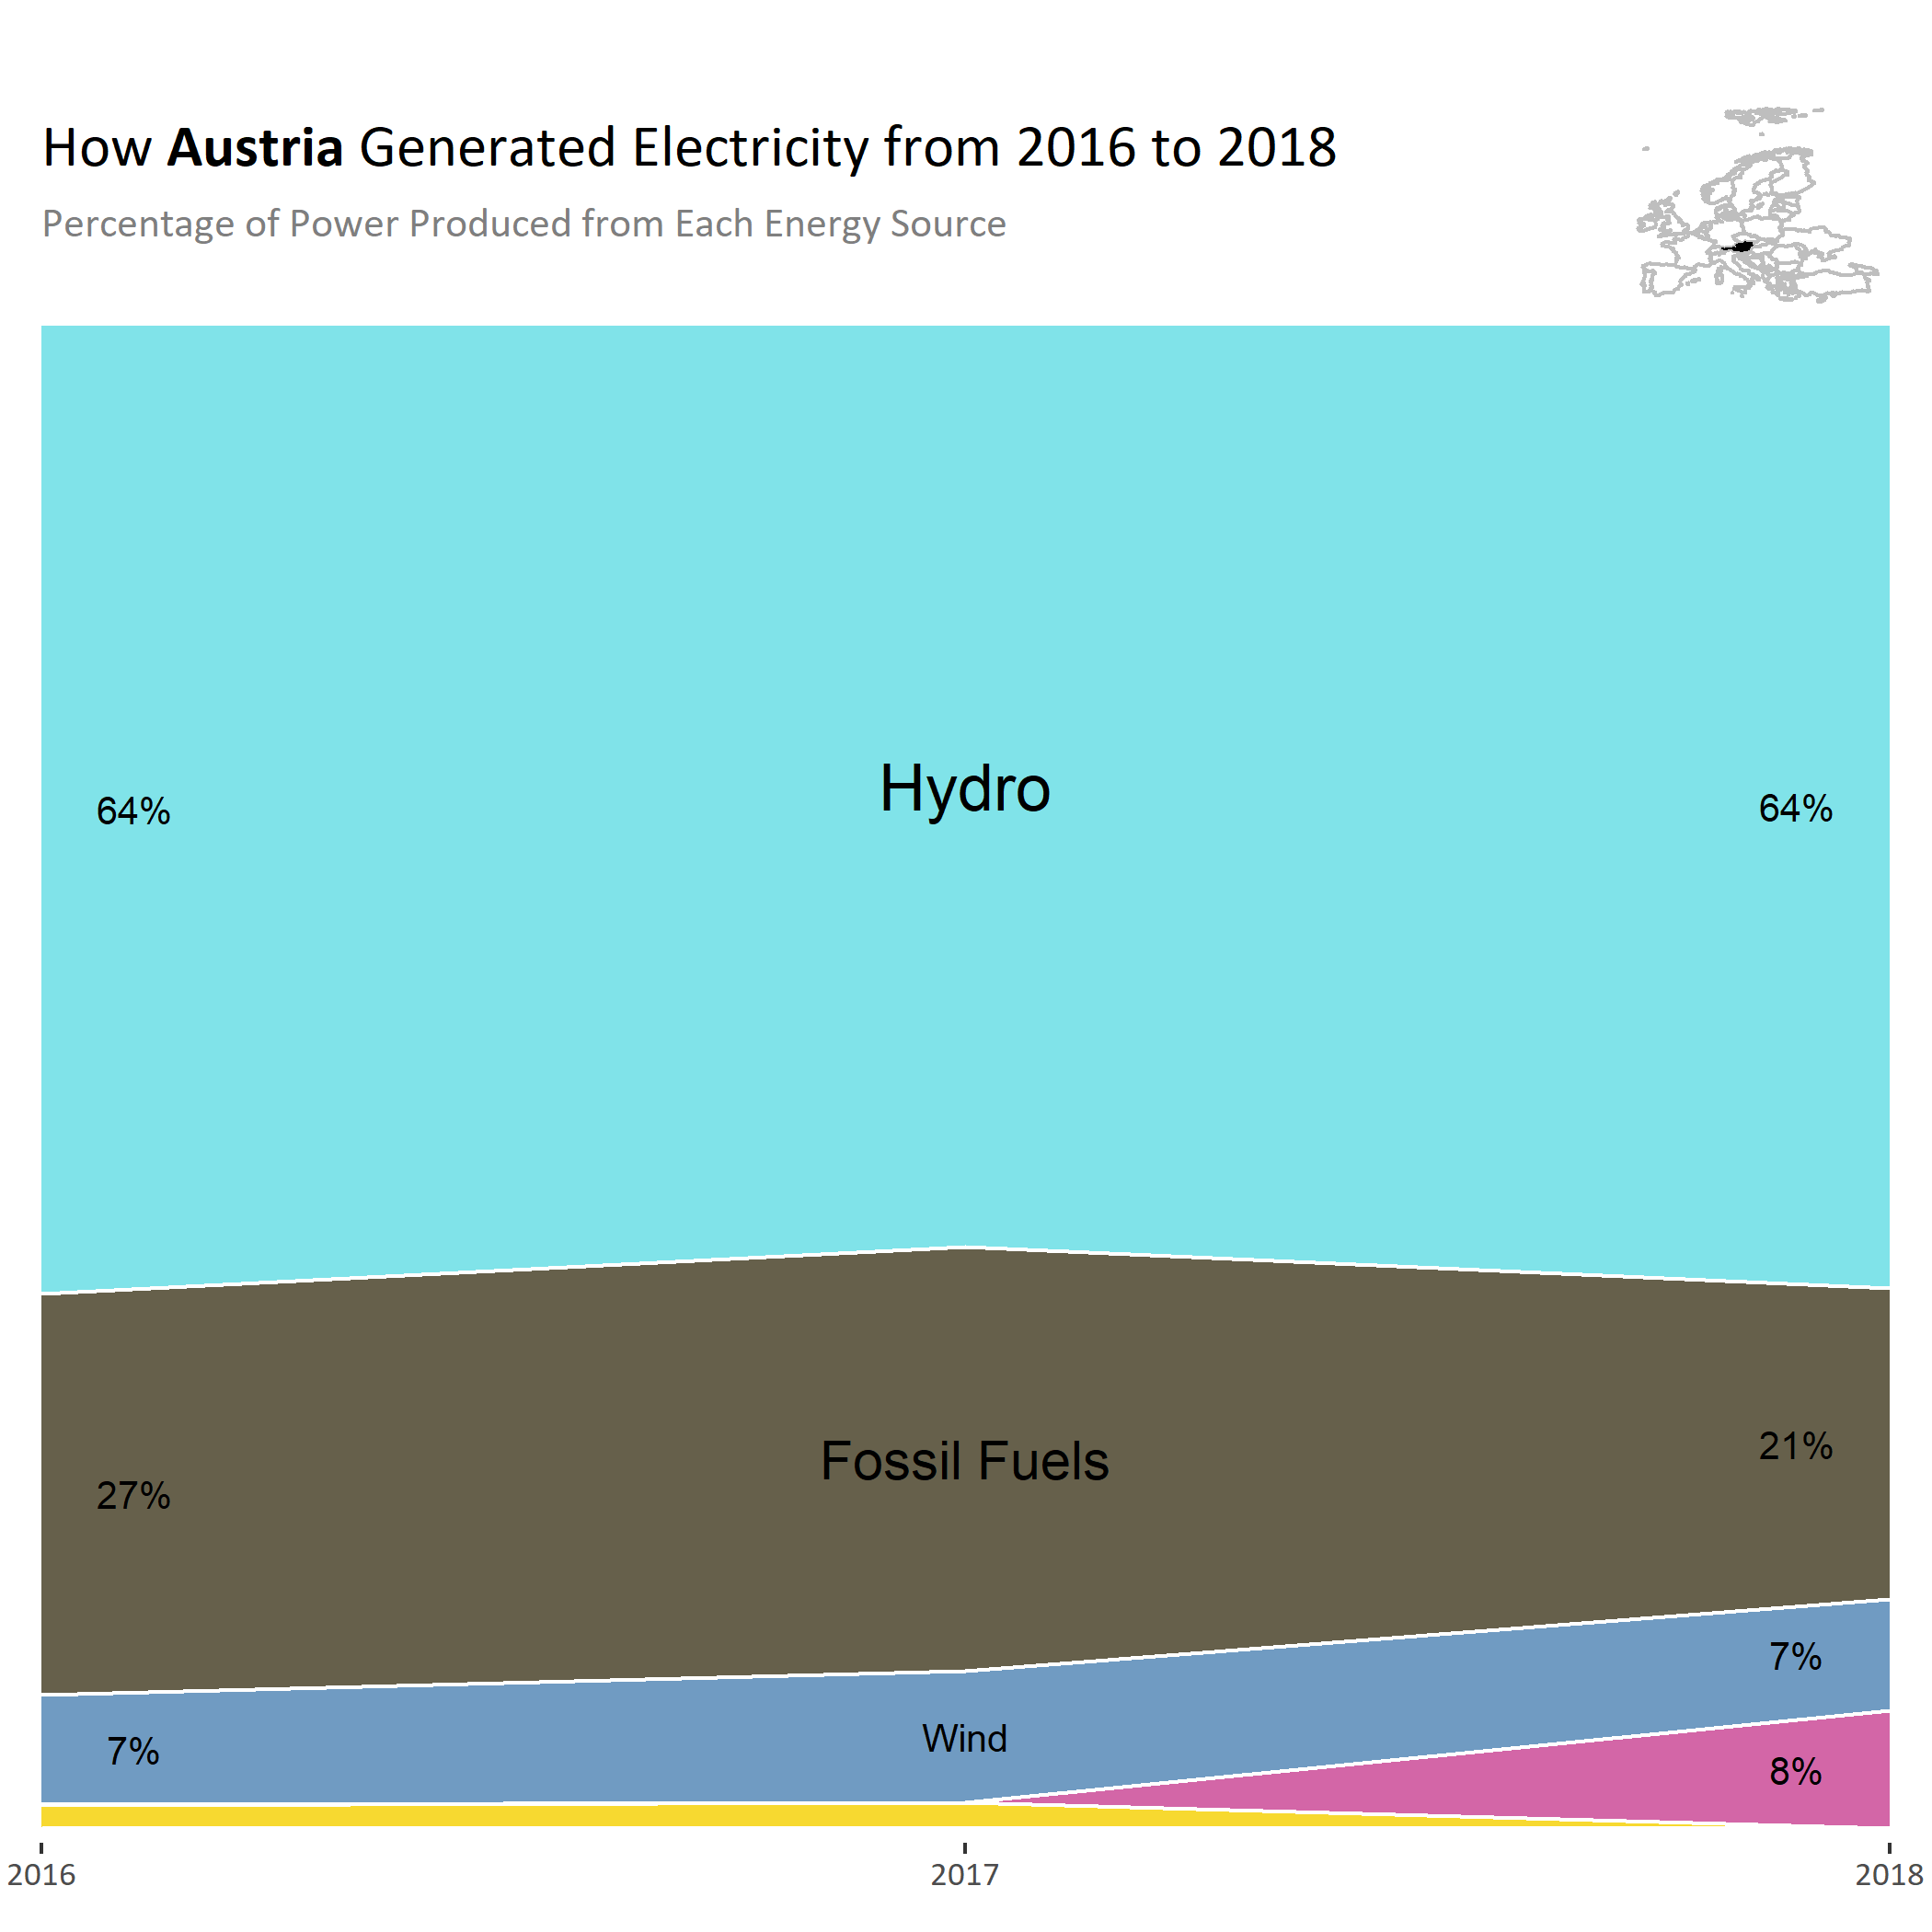 How Austria Generated Electricity from 2016 to 2018
Percentage of Power Produced from Each Energy Source
Hydro
64%
64%
Fossil Fuels
21%
27%
7%
Wind
7%
8%
2016
2017
2018